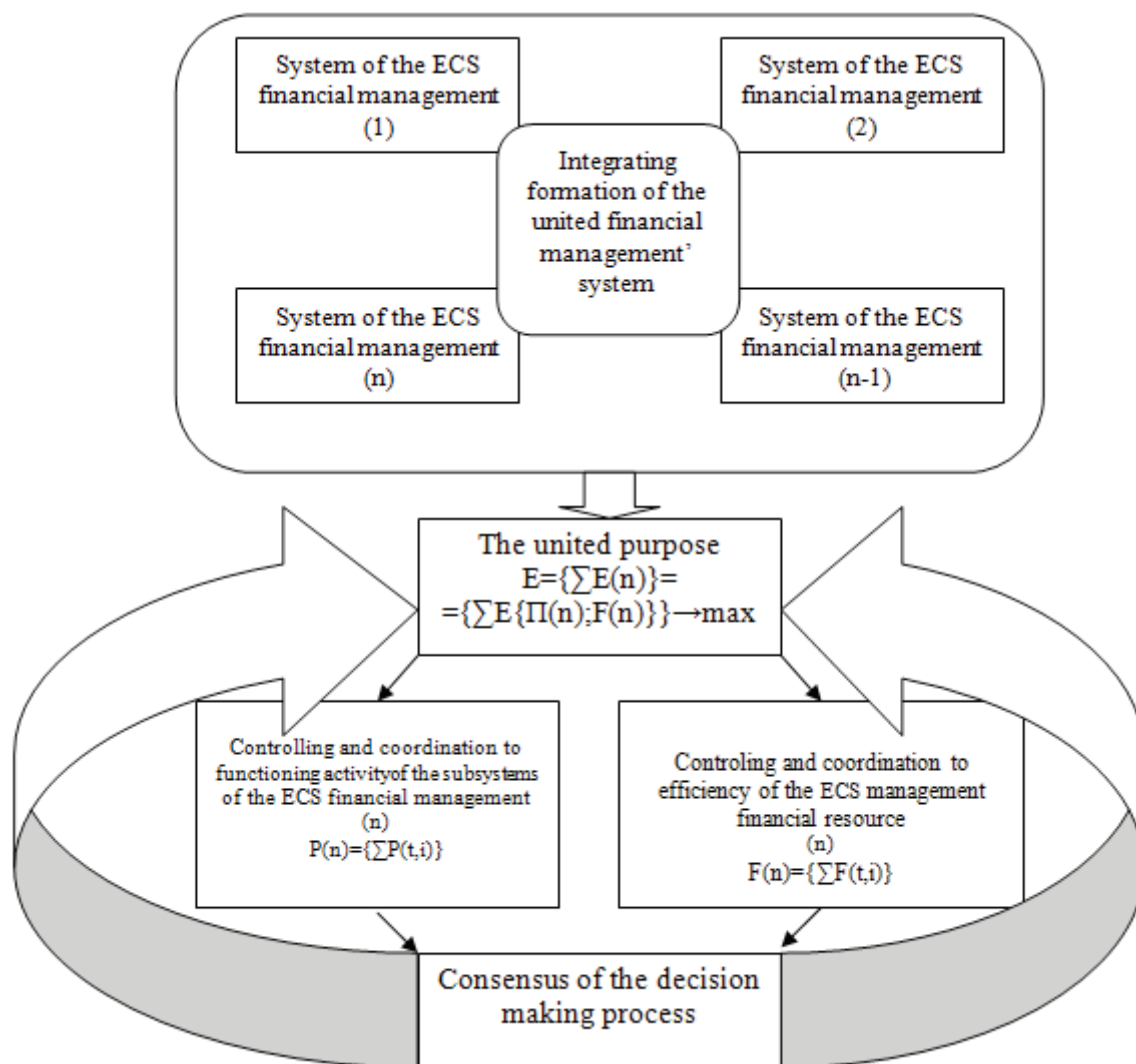 System of the ECS
financial management
(1)
System of the ECS
financial management
(2)
Integrating
formation of the
united financial
management’
system
System of the ECS
financial management
(n)
System of the ECS
financial management
(n-1)
The united purpose
E={∑E(n)}=
={∑E{Π(n);F(n)}}→max
Controlling and coordination to
functioning activityof the subsystems
of the ECS financial management
(n)
P(n)={∑P(t,i)}
Controling and coordination to
efficiency of the ECS management
financial resource
(n)
F(n)={∑F(t,i)}
Consensus of the decision
making process